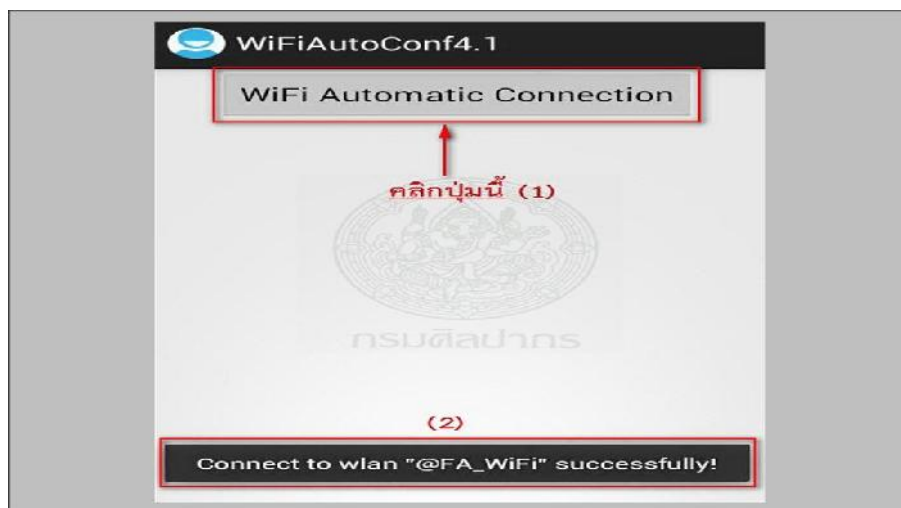 WiFiAutoConf4.1
WiFi Automatic Connection
คลิกปุ่มนี้ (1)
กรมศิลปากร
(2)
Connect to wlan "@FA_WiFi" successfully!